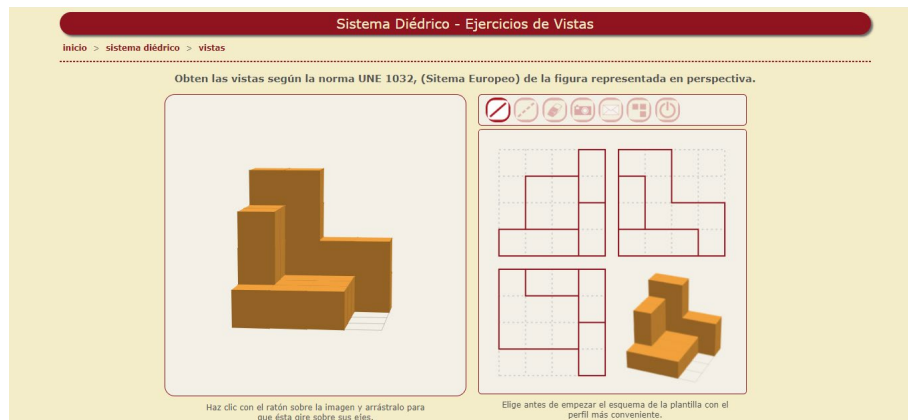 Sistema Diédrico - Ejercicios de Vistas
inicio > sistema diédrico > vistas
Obten las vistas según la norma UNE 1032, (Sitema Europeo) de la figura representada en perspectiva.
Haz clic con el ratón sobre la imagen y arrástralo para
que ésta gire sobre sus ejes.
Elige antes de empezar el esquema de la plantilla con el
perfil más conveniente.